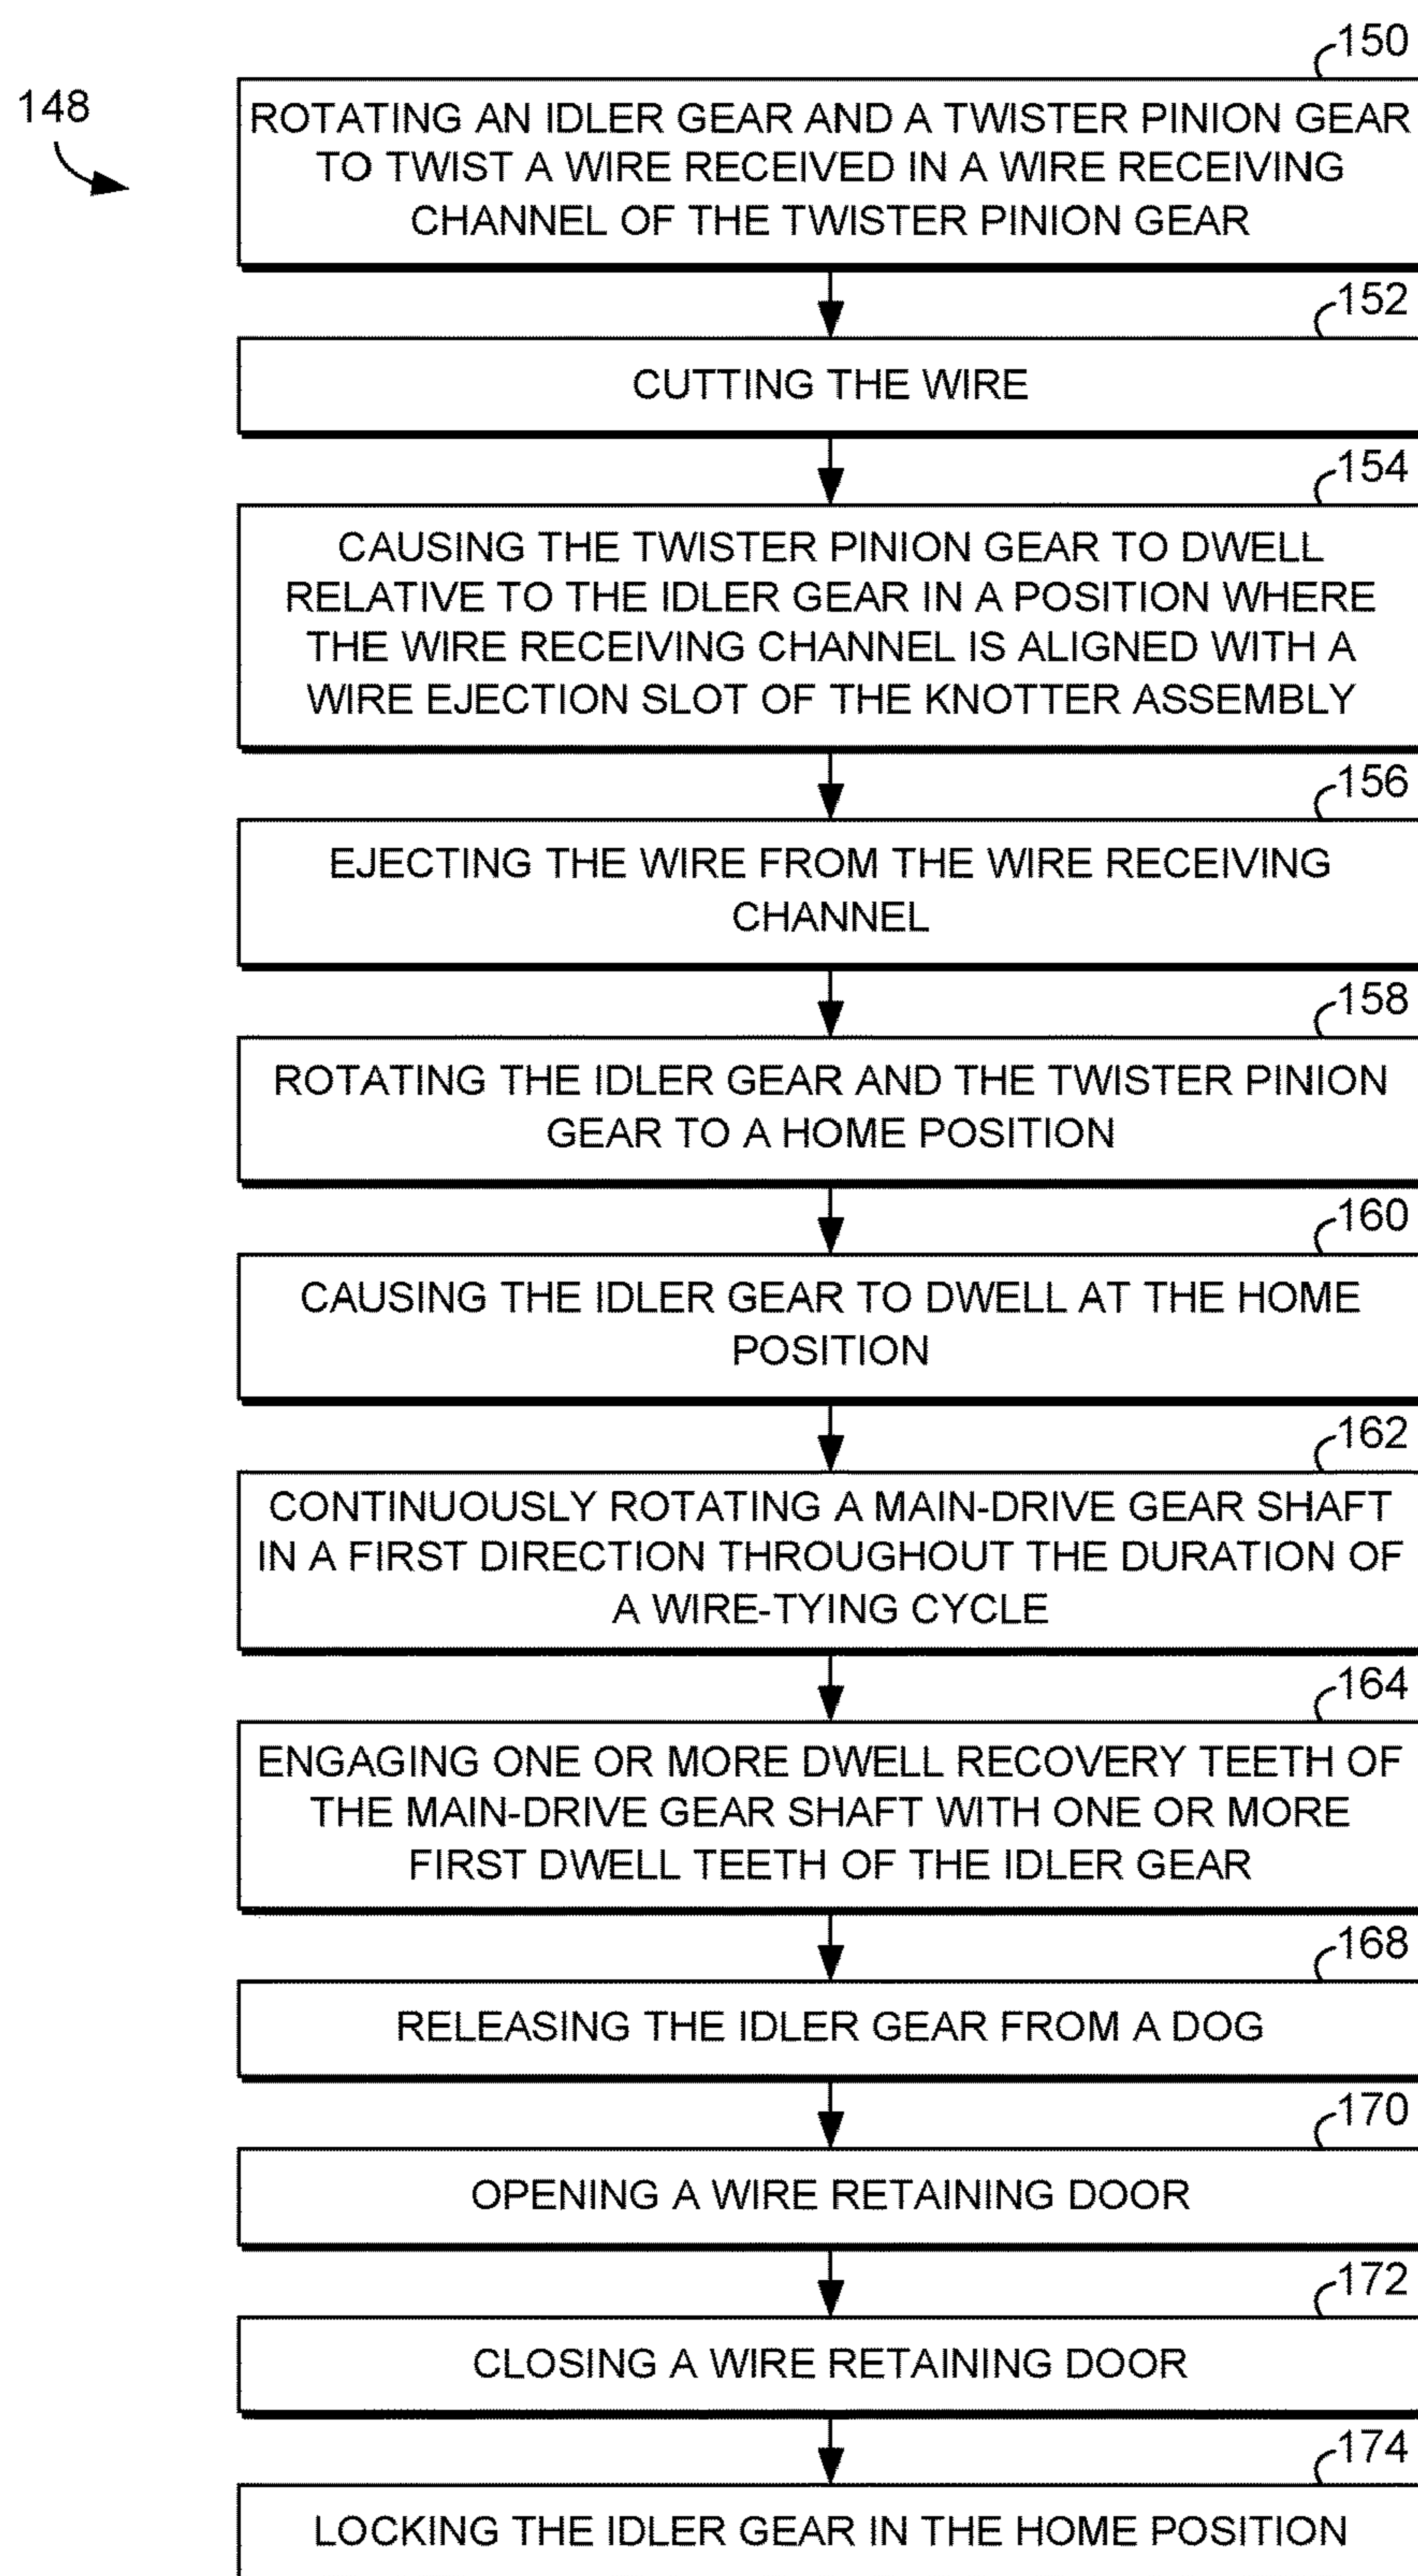 150
148
ROTATING AN IDLER GEAR AND A TWISTER PINION GEAR
TO TWIST A WIRE RECEIVED IN A WIRE RECEIVING
CHANNEL OF THE TWISTER PINION GEAR
152
CUTTING THE WIRE
154
CAUSING THE TWISTER PINION GEAR TO DWELL
RELATIVE TO THE IDLER GEAR IN A POSITION WHERE
THE WIRE RECEIVING CHANNEL IS ALIGNED WITH A
WIRE EJECTION SLOT OF THE KNOTTER ASSEMBLY
156
EJECTING THE WIRE FROM THE WIRE RECEIVING
CHANNEL
158
ROTATING THE IDLER GEAR AND THE TWISTER PINION
GEAR TO A HOME POSITION
160
CAUSING THE IDLER GEAR TO DWELL AT THE HOME
POSITION
162
CONTINUOUSLY ROTATING A MAIN-DRIVE GEAR SHAFT
IN A FIRST DIRECTION THROUGHOUT THE DURATION OF
A WIRE-TYING CYCLE
164
ENGAGING ONE OR MORE DWELL RECOVERY TEETH OF
THE MAIN-DRIVE GEAR SHAFT WITH ONE OR MORE
FIRST DWELL TEETH OF THE IDLER GEAR
168
RELEASING THE IDLER GEAR FROM A DOG
170
OPENING A WIRE RETAINING DOOR
172
CLOSING A WIRE RETAINING DOOR
174
LOCKING THE IDLER GEAR IN THE HOME POSITION